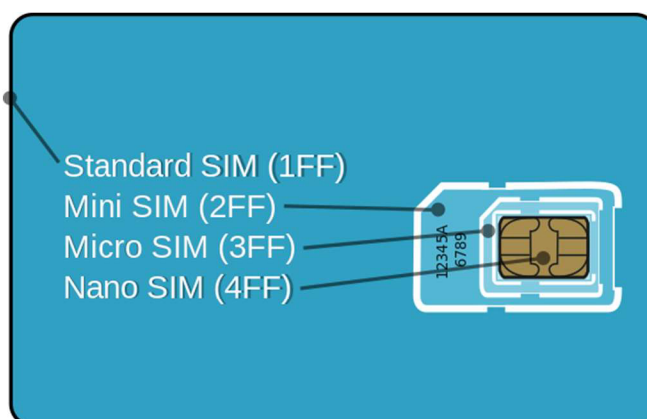 Standard SIM (1FF)
Mini SIM (2FF)
Micro SIM (3FF)
Nano SIM (4FF)
12345A
6789